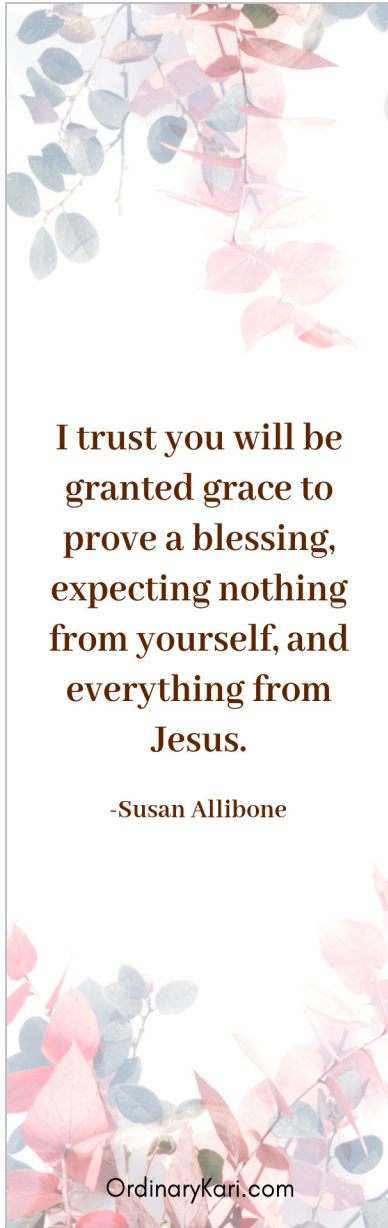 I trust you will be
granted grace to
prove a blessing,
expecting nothing
from yourself, and
everything from
Jesus.
-Susan Allibone
OrdinaryKari.com